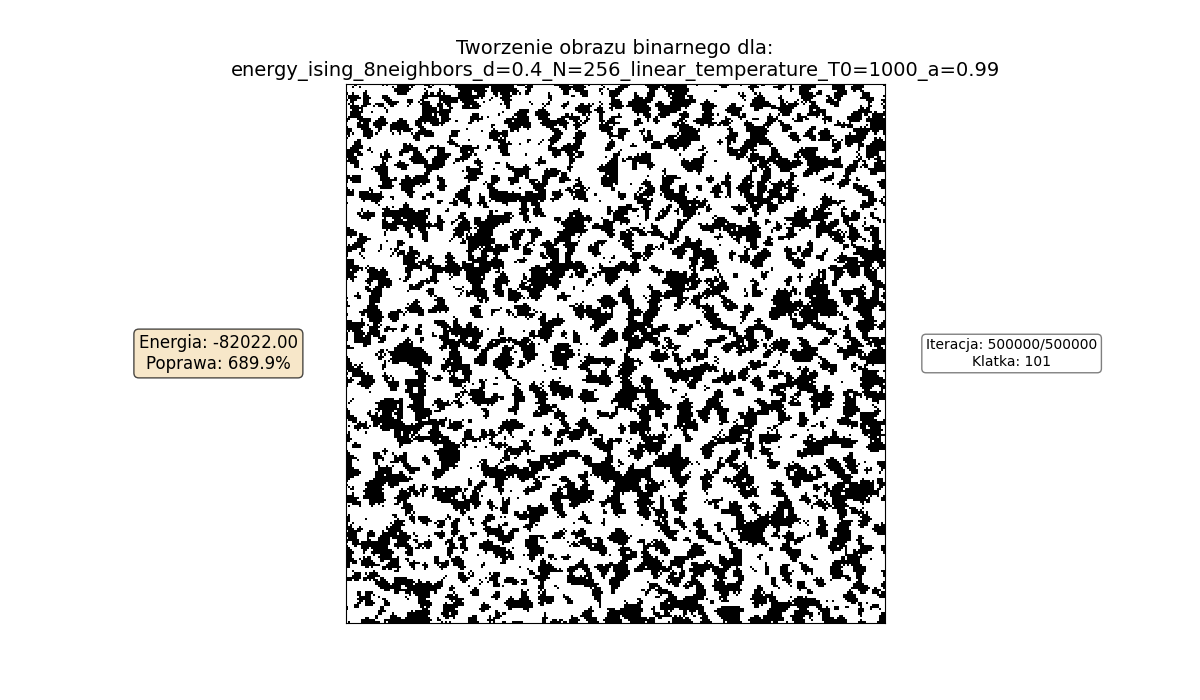 Tworzenie obrazu binarnego dla:
energy_ising_8neighbors_d=0.4_N=256_linear_temperature_T0=1000_a=0.99
Energia: -82022.00
Poprawa: 689.9%
Iteracja: 500000/500000
Klatka: 101